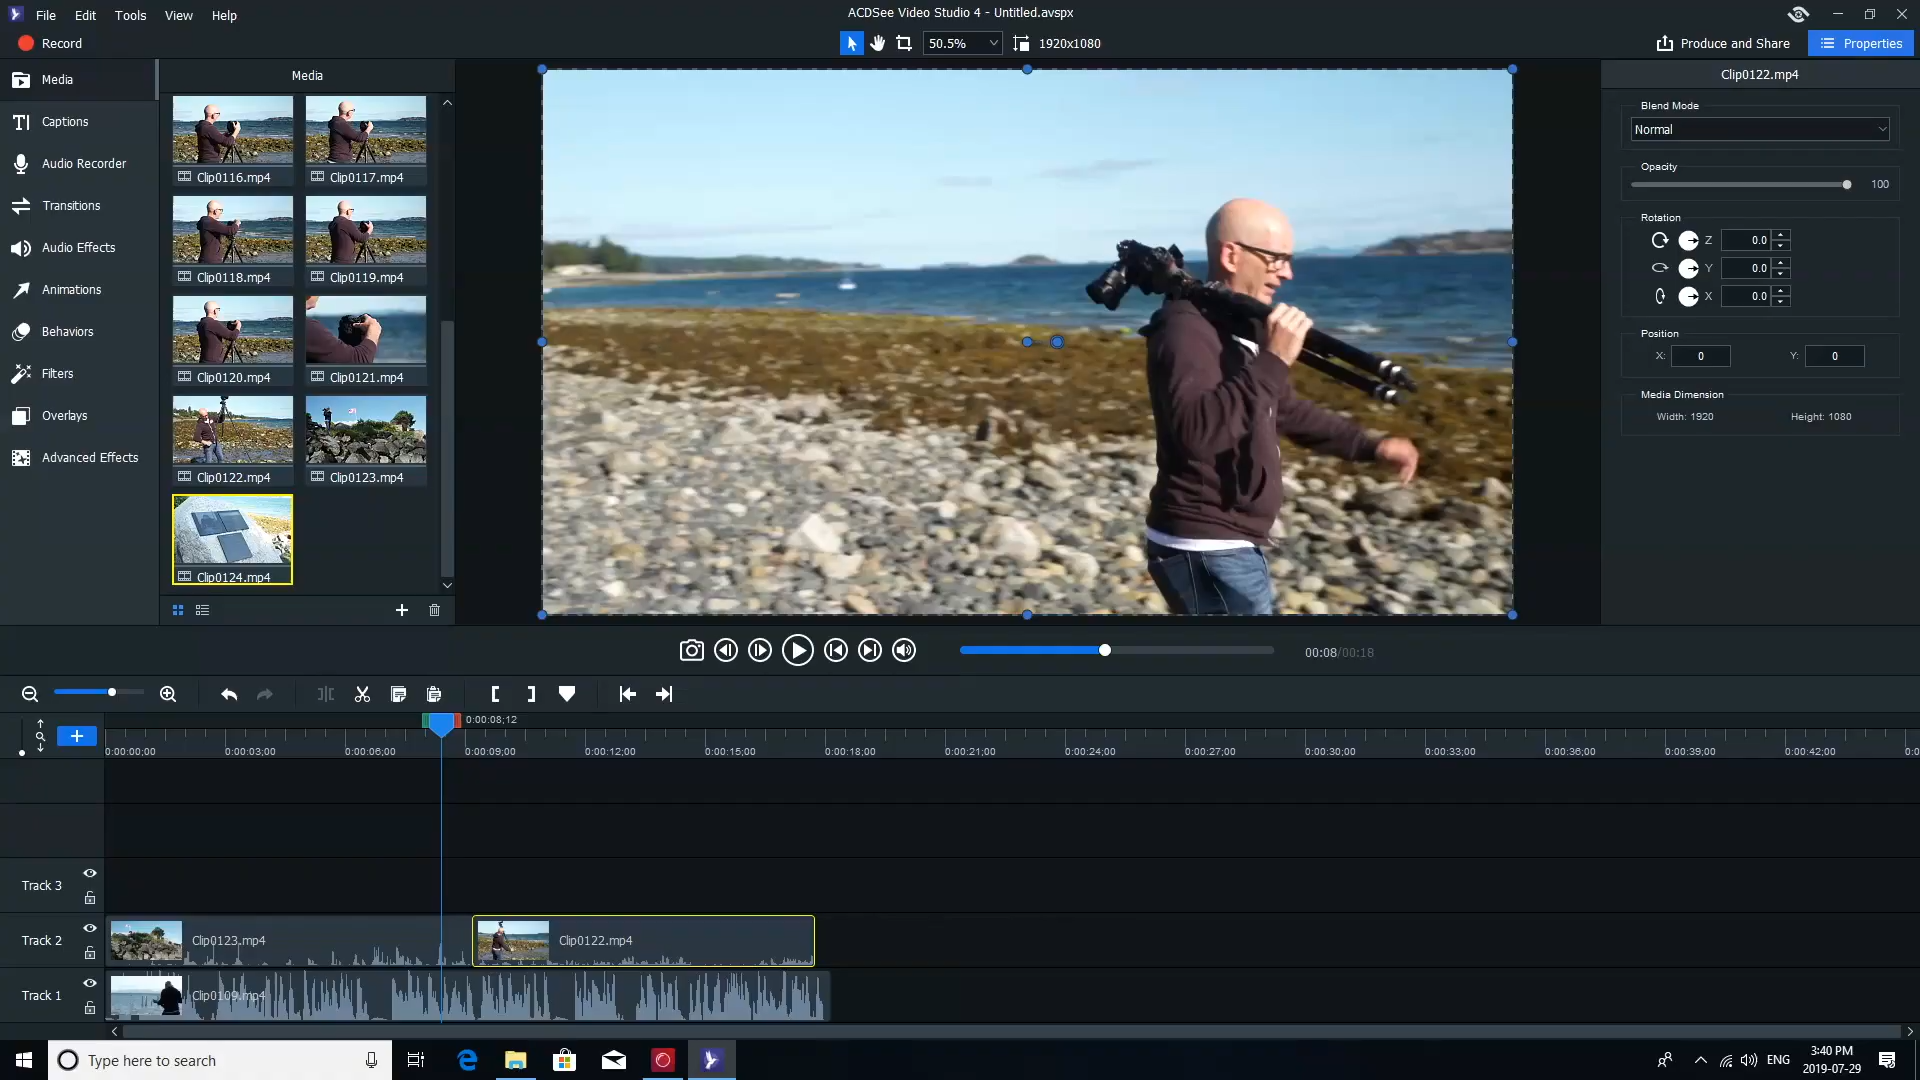 File Edit Tools View Help
ACDSee Video Studio 4 - Untitled.avspx
Record
50.5%
1920x1080
Produce and Share
Properties
Media
Captions
Audio Recorder
Transitions
Audio Effects
Animations
Behaviors
Filters
Overlays
Advanced Effects
Media
Clip0116.mp4 Clip0117.mp4
Clip0118.mp4 Clip0119.mp4
Clip0120.mp4 Clip0121.mp4
Clip0122.mp4 Clip0123.mp4
Clip0124.mp4
Clip0122.mp4
Blend Mode
Normal
Opacity
100
Rotation
Z 0.0
Y 0.0
X 0.0
Position
X: 0 Y: 0
Media Dimension
Width: 1920 Height: 1080
00:08/00:18
0:00:08;12
0:00:00;00 0:00:03;00 0:00:06;00 0:00:09;00 0:00:12;00 0:00:15;00 0:00:18;00 0:00:21;00 0:00:24;00 0:00:27;00 0:00:30;00 0:00:33;00 0:00:36;00 0:00:39;00 0:00:42;00
Track 3
Track 2 Clip0123.mp4 Clip0122.mp4
Track 1 Clip0109.mp4
Type here to search
ENG
3:40 PM
2019-07-29